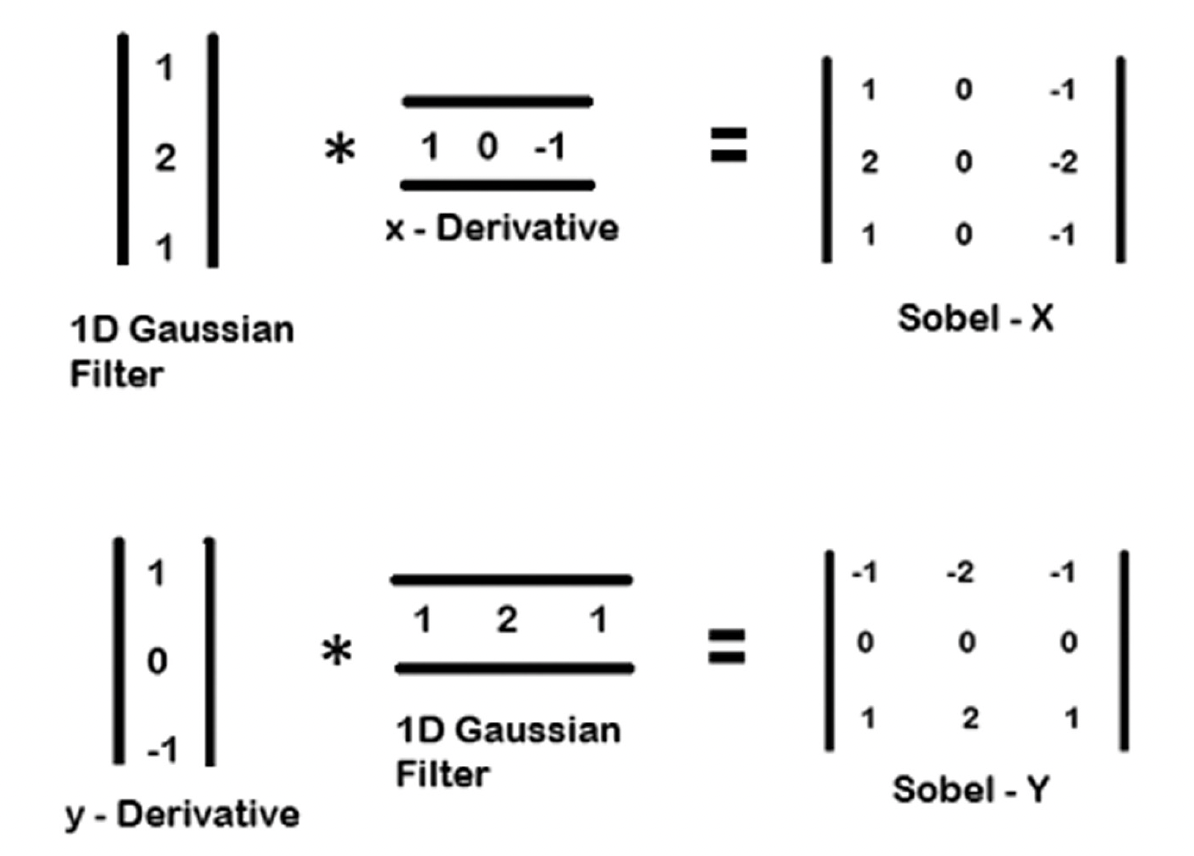 1
2
1
*
1 0 -1
x - Derivative
=
1 0 -1
2 0 -2
1 0 -1
1D Gaussian
Filter
Sobel - X
1
0
-1
*
1 2 1
=
-1 -2 -1
0 0 0
1 2 1
y - Derivative
1D Gaussian
Filter
Sobel - Y